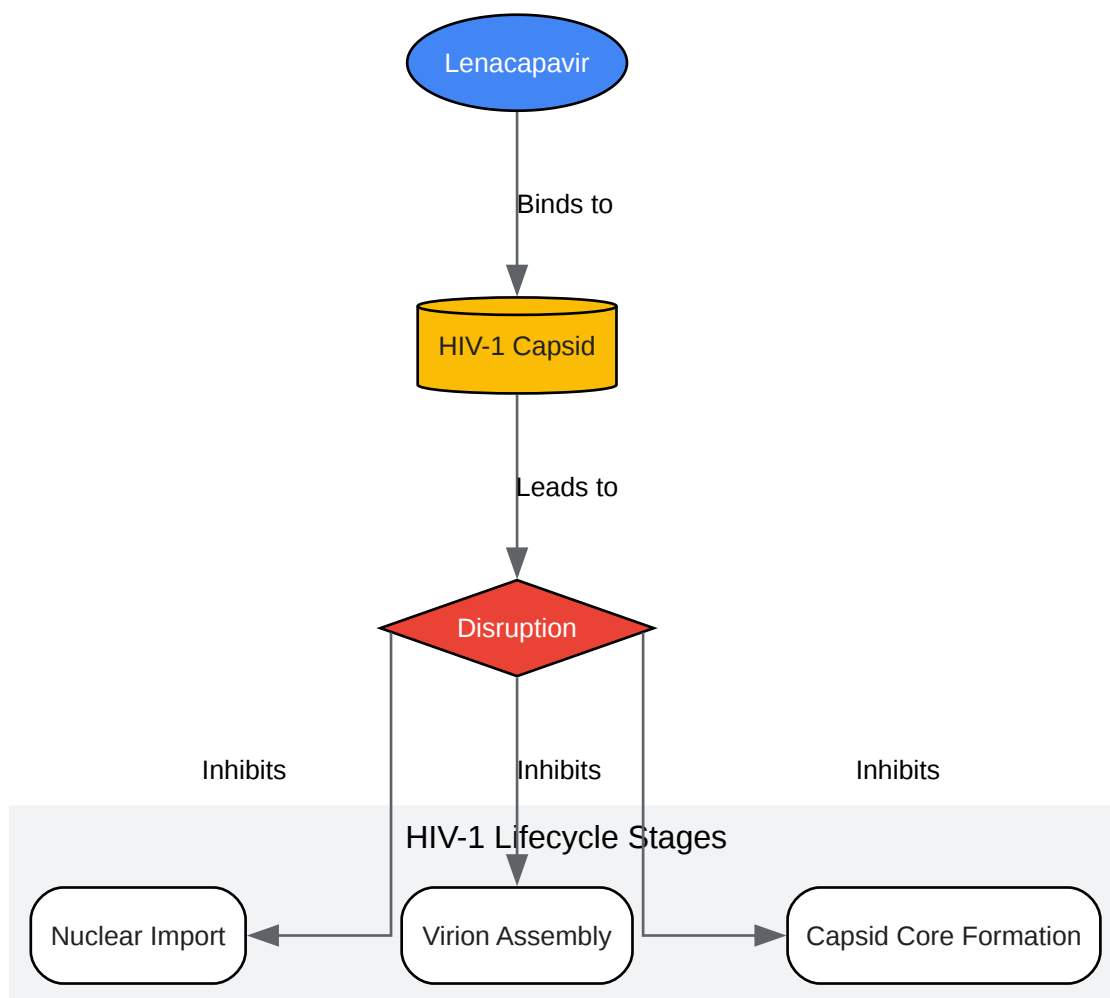 Lenacapavir
Binds to
HIV-1 Capsid
Leads to
Disruption
Inhibits
Inhibits
Inhibits
HIV-1 Lifecycle Stages
Nuclear Import
Virion Assembly
Capsid Core Formation